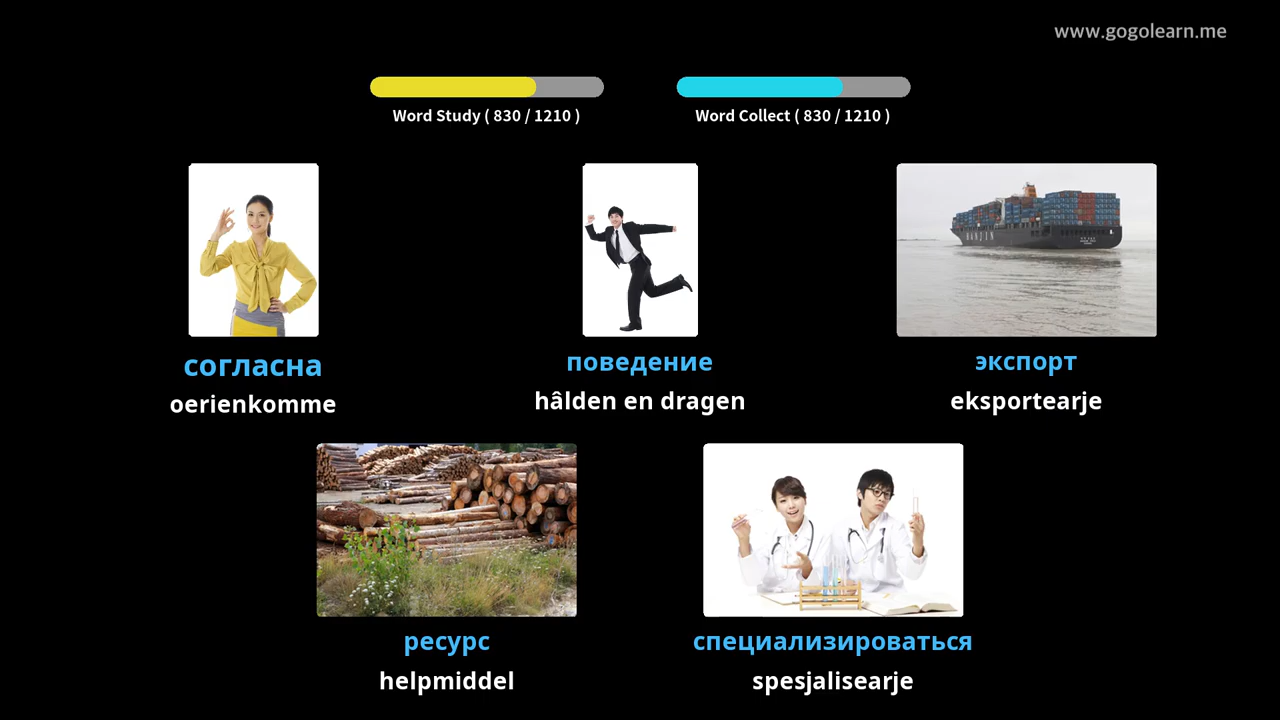 www.gogolearn.me
Word Study ( 830 / 1210 )
Word Collect ( 830 / 1210 )
HANJIN
согласна
oerienkomme
поведение
hâlden en dragen
экспорт
eksportearje
ресурс
helpmiddel
специализироваться
spesjalisearje